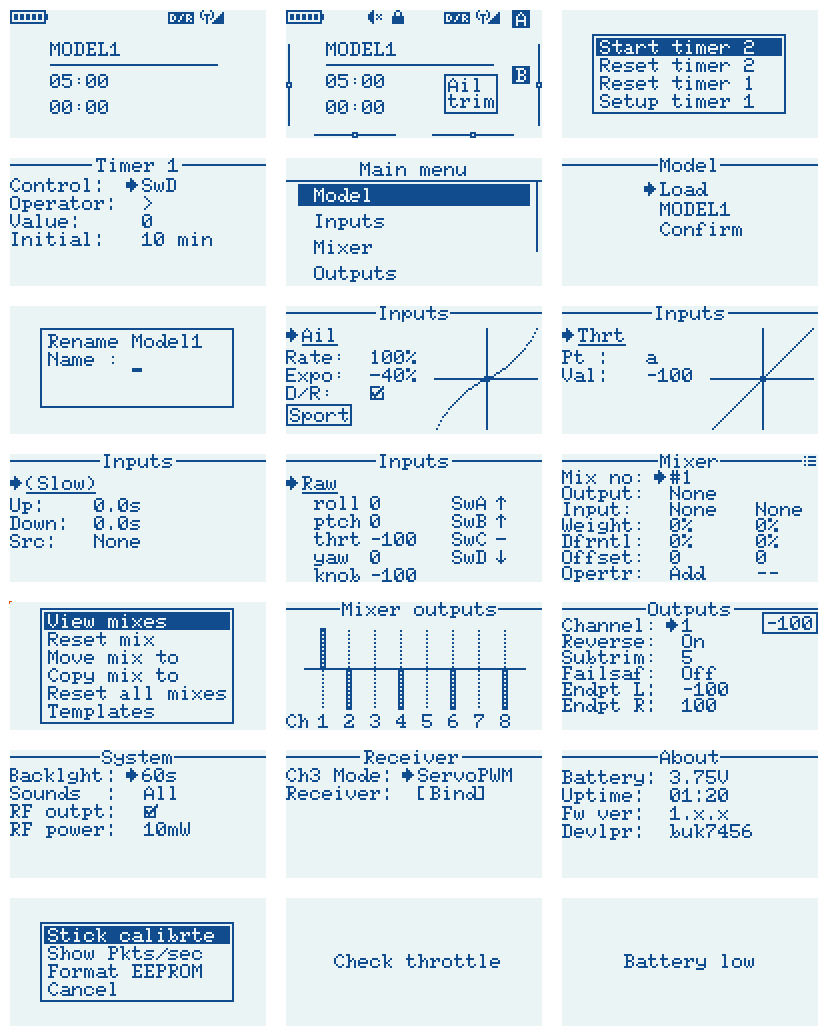 D/R
MODEL1
05:00
00:00
D/R A
MODEL1
05:00 Ail B
00:00 trim
Start timer 2
Reset timer 2
Reset timer 1
Setup timer 1
Timer 1
Control: SwD
Operator: >
Value: 0
Initial: 10 min
Main menu
Model
Inputs
Mixer
Outputs
Model
Load
MODEL1
Confirm
Rename Model1
Name : _
Inputs
Ail
Rate: 100%
Expo: -40%
D/R: ☑
Sport
Inputs
Thrt
Pt : a
Val: -100
Inputs
(Slow)
Up: 0.0s
Down: 0.0s
Src: None
Inputs
Raw
roll 0 SwA ↑
ptch 0 SwB ↑
thrt -100 SwC –
yaw 0 SwD ↓
knob -100
Mixer
Mix no: #1
Output: None
Input: None None
Weight: 0% 0%
Dfrntl: 0% 0%
Offset: 0 0
Opertr: Add --
View mixes
Reset mix
Move mix to
Copy mix to
Reset all mixes
Templates
Mixer outputs
Ch 1 2 3 4 5 6 7 8
Outputs
Channel: 1 -100
Reverse: On
Subtrim: 5
Failsaf: Off
Endpt L: -100
Endpt R: 100
System
Backlght: 60s
Sounds : All
RF outpt: ☑
RF power: 10mW
Receiver
Ch3 Mode: ServoPWM
Receiver: [Bind]
About
Battery: 3.75V
Uptime: 01:20
Fw ver: 1.x.x
Devlpr: buk7456
Stick calibrte
Show Pkts/sec
Format EEPROM
Cancel
Check throttle
Battery low